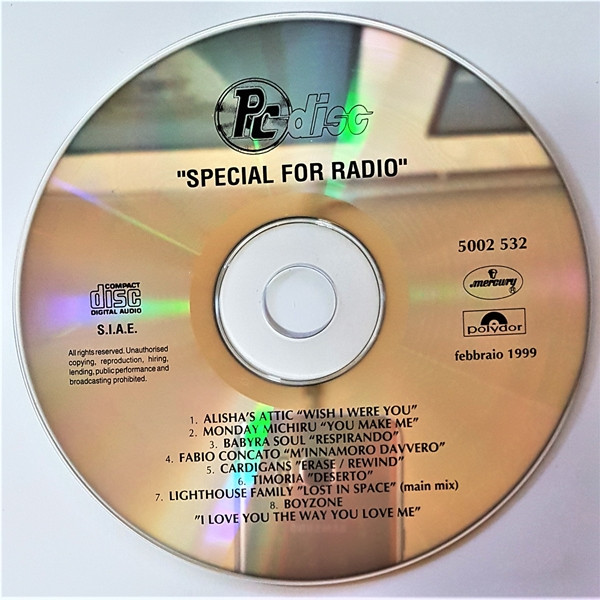 PC disc
"SPECIAL FOR RADIO"
5002 532
mercury
polydor
febbraio 1999
COMPACT
disc
DIGITAL AUDIO
S.I.A.E.
All rights reserved. Unauthorised
copying, reproduction, hiring,
lending, public performance and
broadcasting prohibited.
1. ALISHA'S ATTIC "WISH I WERE YOU"
2. MONDAY MICHIRU "YOU MAKE ME"
3. BABYRA SOUL "RESPIRANDO"
4. FABIO CONCATO "M'INNAMORO DAVVERO"
5. CARDIGANS "ERASE / REWIND"
6. TIMORIA "DESERTO"
7. LIGHTHOUSE FAMILY "LOST IN SPACE" (main mix)
8. BOYZONE
"I LOVE YOU THE WAY YOU LOVE ME"